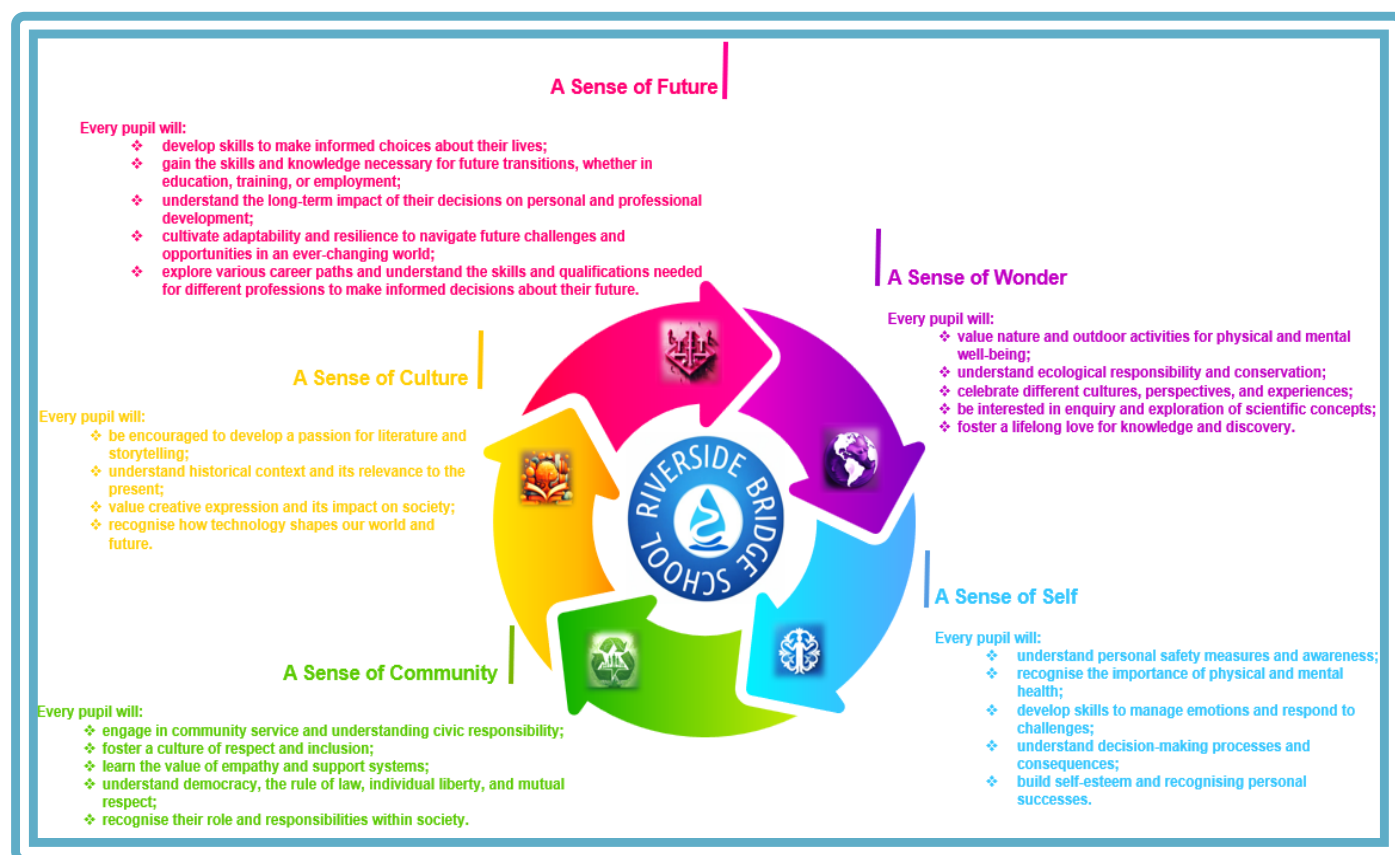 A Sense of Future
Every pupil will:
❖ develop skills to make informed choices about their lives;
❖ gain the skills and knowledge necessary for future transitions, whether in
education, training, or employment;
❖ understand the long-term impact of their decisions on personal and professional
development;
❖ cultivate adaptability and resilience to navigate future challenges and
opportunities in an ever-changing world;
❖ explore various career paths and understand the skills and qualifications needed
for different professions to make informed decisions about their future.
A Sense of Wonder
Every pupil will:
❖ value nature and outdoor activities for physical and mental
well-being;
❖ understand ecological responsibility and conservation;
❖ celebrate different cultures, perspectives, and experiences;
❖ be interested in enquiry and exploration of scientific concepts;
❖ foster a lifelong love for knowledge and discovery.
A Sense of Culture
Every pupil will:
❖ be encouraged to develop a passion for literature and
storytelling;
❖ understand historical context and its relevance to the
present;
❖ value creative expression and its impact on society;
❖ recognise how technology shapes our world and
future.
RIVERSIDE BRIDGE SCHOOL
A Sense of Self
Every pupil will:
❖ understand personal safety measures and awareness;
❖ recognise the importance of physical and mental
health;
❖ develop skills to manage emotions and respond to
challenges;
❖ understand decision-making processes and
consequences;
❖ build self-esteem and recognising personal
successes.
A Sense of Community
Every pupil will:
❖ engage in community service and understanding civic responsibility;
❖ foster a culture of respect and inclusion;
❖ learn the value of empathy and support systems;
❖ understand democracy, the rule of law, individual liberty, and mutual
respect;
❖ recognise their role and responsibilities within society.